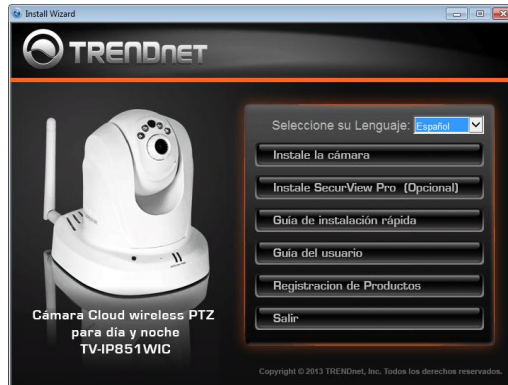 Install Wizard
TRENDNET
Seleccione su Lenguaje: Español
Instale la cámara
Instale SecurView Pro (Opcional)
Guía de instalación rápida
Guía del usuario
Registracion de Productos
Salir
Cámara Cloud wireless PTZ
para día y noche
TV-IP851WIC
Copyright © 2013 TRENDnet, Inc. Todos los derechos reservados.